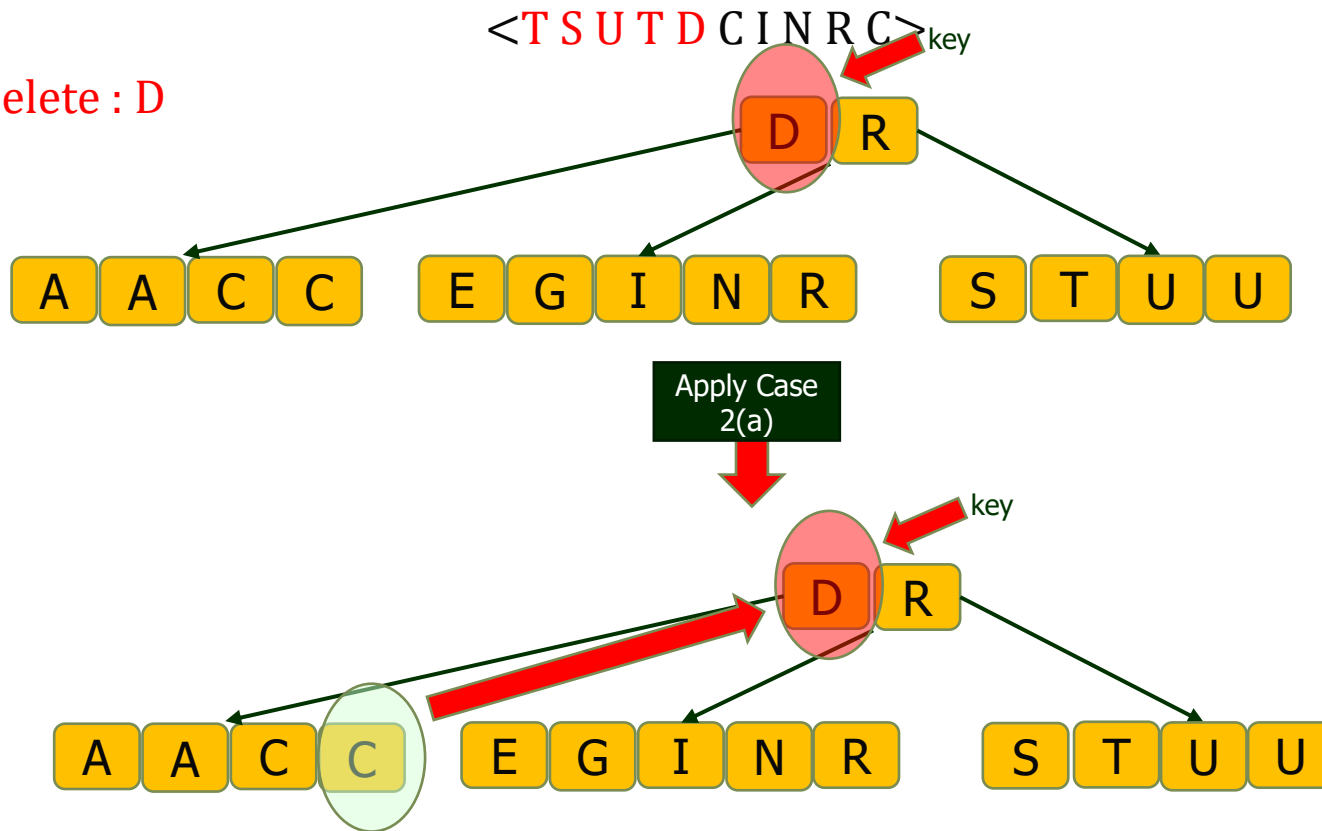 <T S U T D C I N R C>
key
elete : D
D R
A A C C E G I N R S T U U
Apply Case
2(a)
key
D R
A A C C E G I N R S T U U